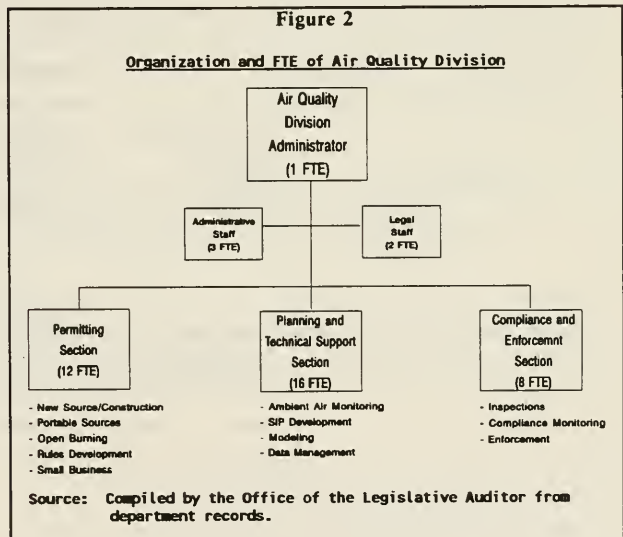 Figure 2
Organization and FTE of Air Quality Division
Air Quality
Division
Administrator
(1 FTE)
Administrative
Staff
(3 FTE)
Legal
Staff
(2 FTE)
Permitting
Section
(12 FTE)
Planning and
Technical Support
Section
(16 FTE)
Compliance and
Enforcemnt
Section
(8 FTE)
- New Source/Construction
- Portable Sources
- Open Burning
- Rules Development
- Small Business
- Ambient Air Monitoring
- SIP Development
- Modeling
- Data Management
- Inspections
- Compliance Monitoring
- Enforcement
Source: Compiled by the Office of the Legislative Auditor from
department records.